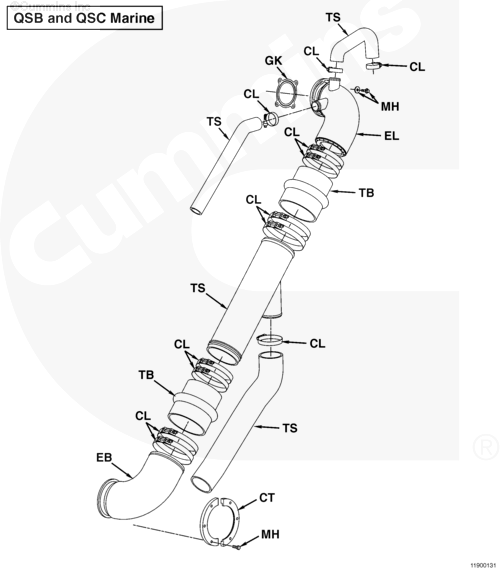 ©Cummins Inc
QSB and QSC Marine
TS
CL
CL
GK
MH
CL
TS
EL
CL
TB
CL
TS
CL
CL
TB
CL
TS
EB
CT
MH
Cummins
®
11900131